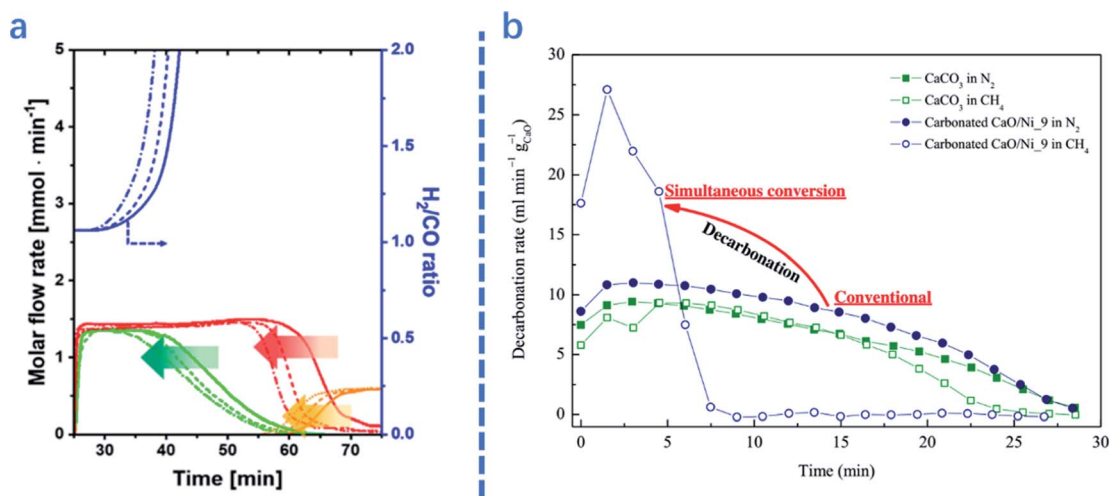 a
5
4
3
2
1
0
Molar flow rate [mmol · min⁻¹]
2.0
1.5
1.0
0.5
0.0
H₂/CO ratio
30 40 50 60 70
Time [min]
b
30
25
20
15
10
5
0
Decarbonation rate (ml min⁻¹ g⁻¹CaO)
CaCO₃ in N₂
CaCO₃ in CH₄
Carbonated CaO/Ni_9 in N₂
Carbonated CaO/Ni_9 in CH₄
Simultaneous conversion
Decarbonation
Conventional
0 5 10 15 20 25 30
Time (min)